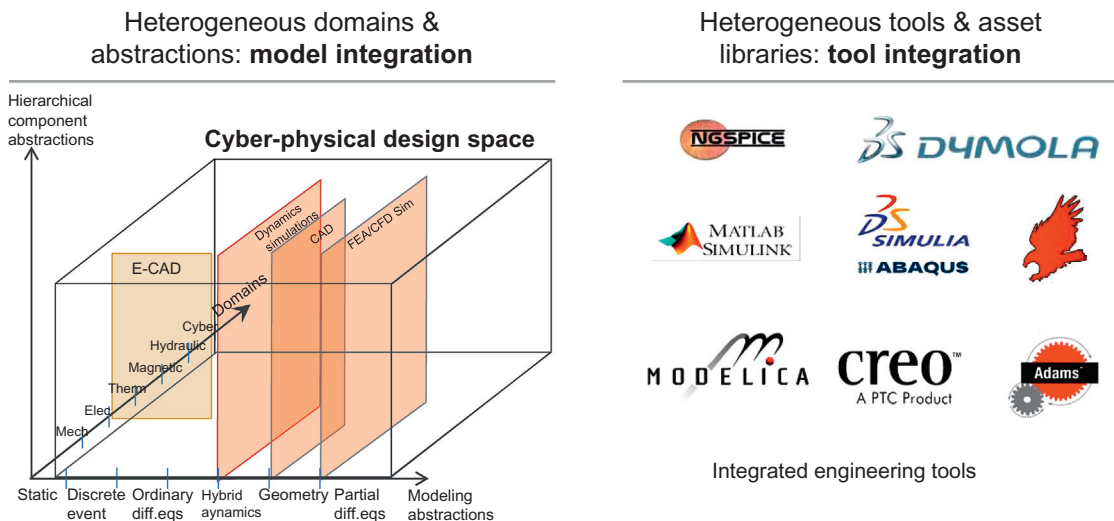 Heterogeneous domains &
abstractions: model integration
Heterogeneous tools & asset
libraries: tool integration
Hierarchical
component
abstractions
Cyber-physical design space
E-CAD
Dynamics
simulations
CAD
FEA/CFD Sim
Domains
Cyber
Hydraulic
Magnetic
Therm
Elec
Mech
Static
Discrete
event
Ordinary
diff.eqs
Hybrid
aynamics
Geometry
Partial
diff.eqs
Modeling
abstractions
NGSPICE
DYMOLA
MATLAB
SIMULINK
SIMULIA
ABAQUS
MODELICA
creo™
A PTC Product
Adams
Integrated engineering tools